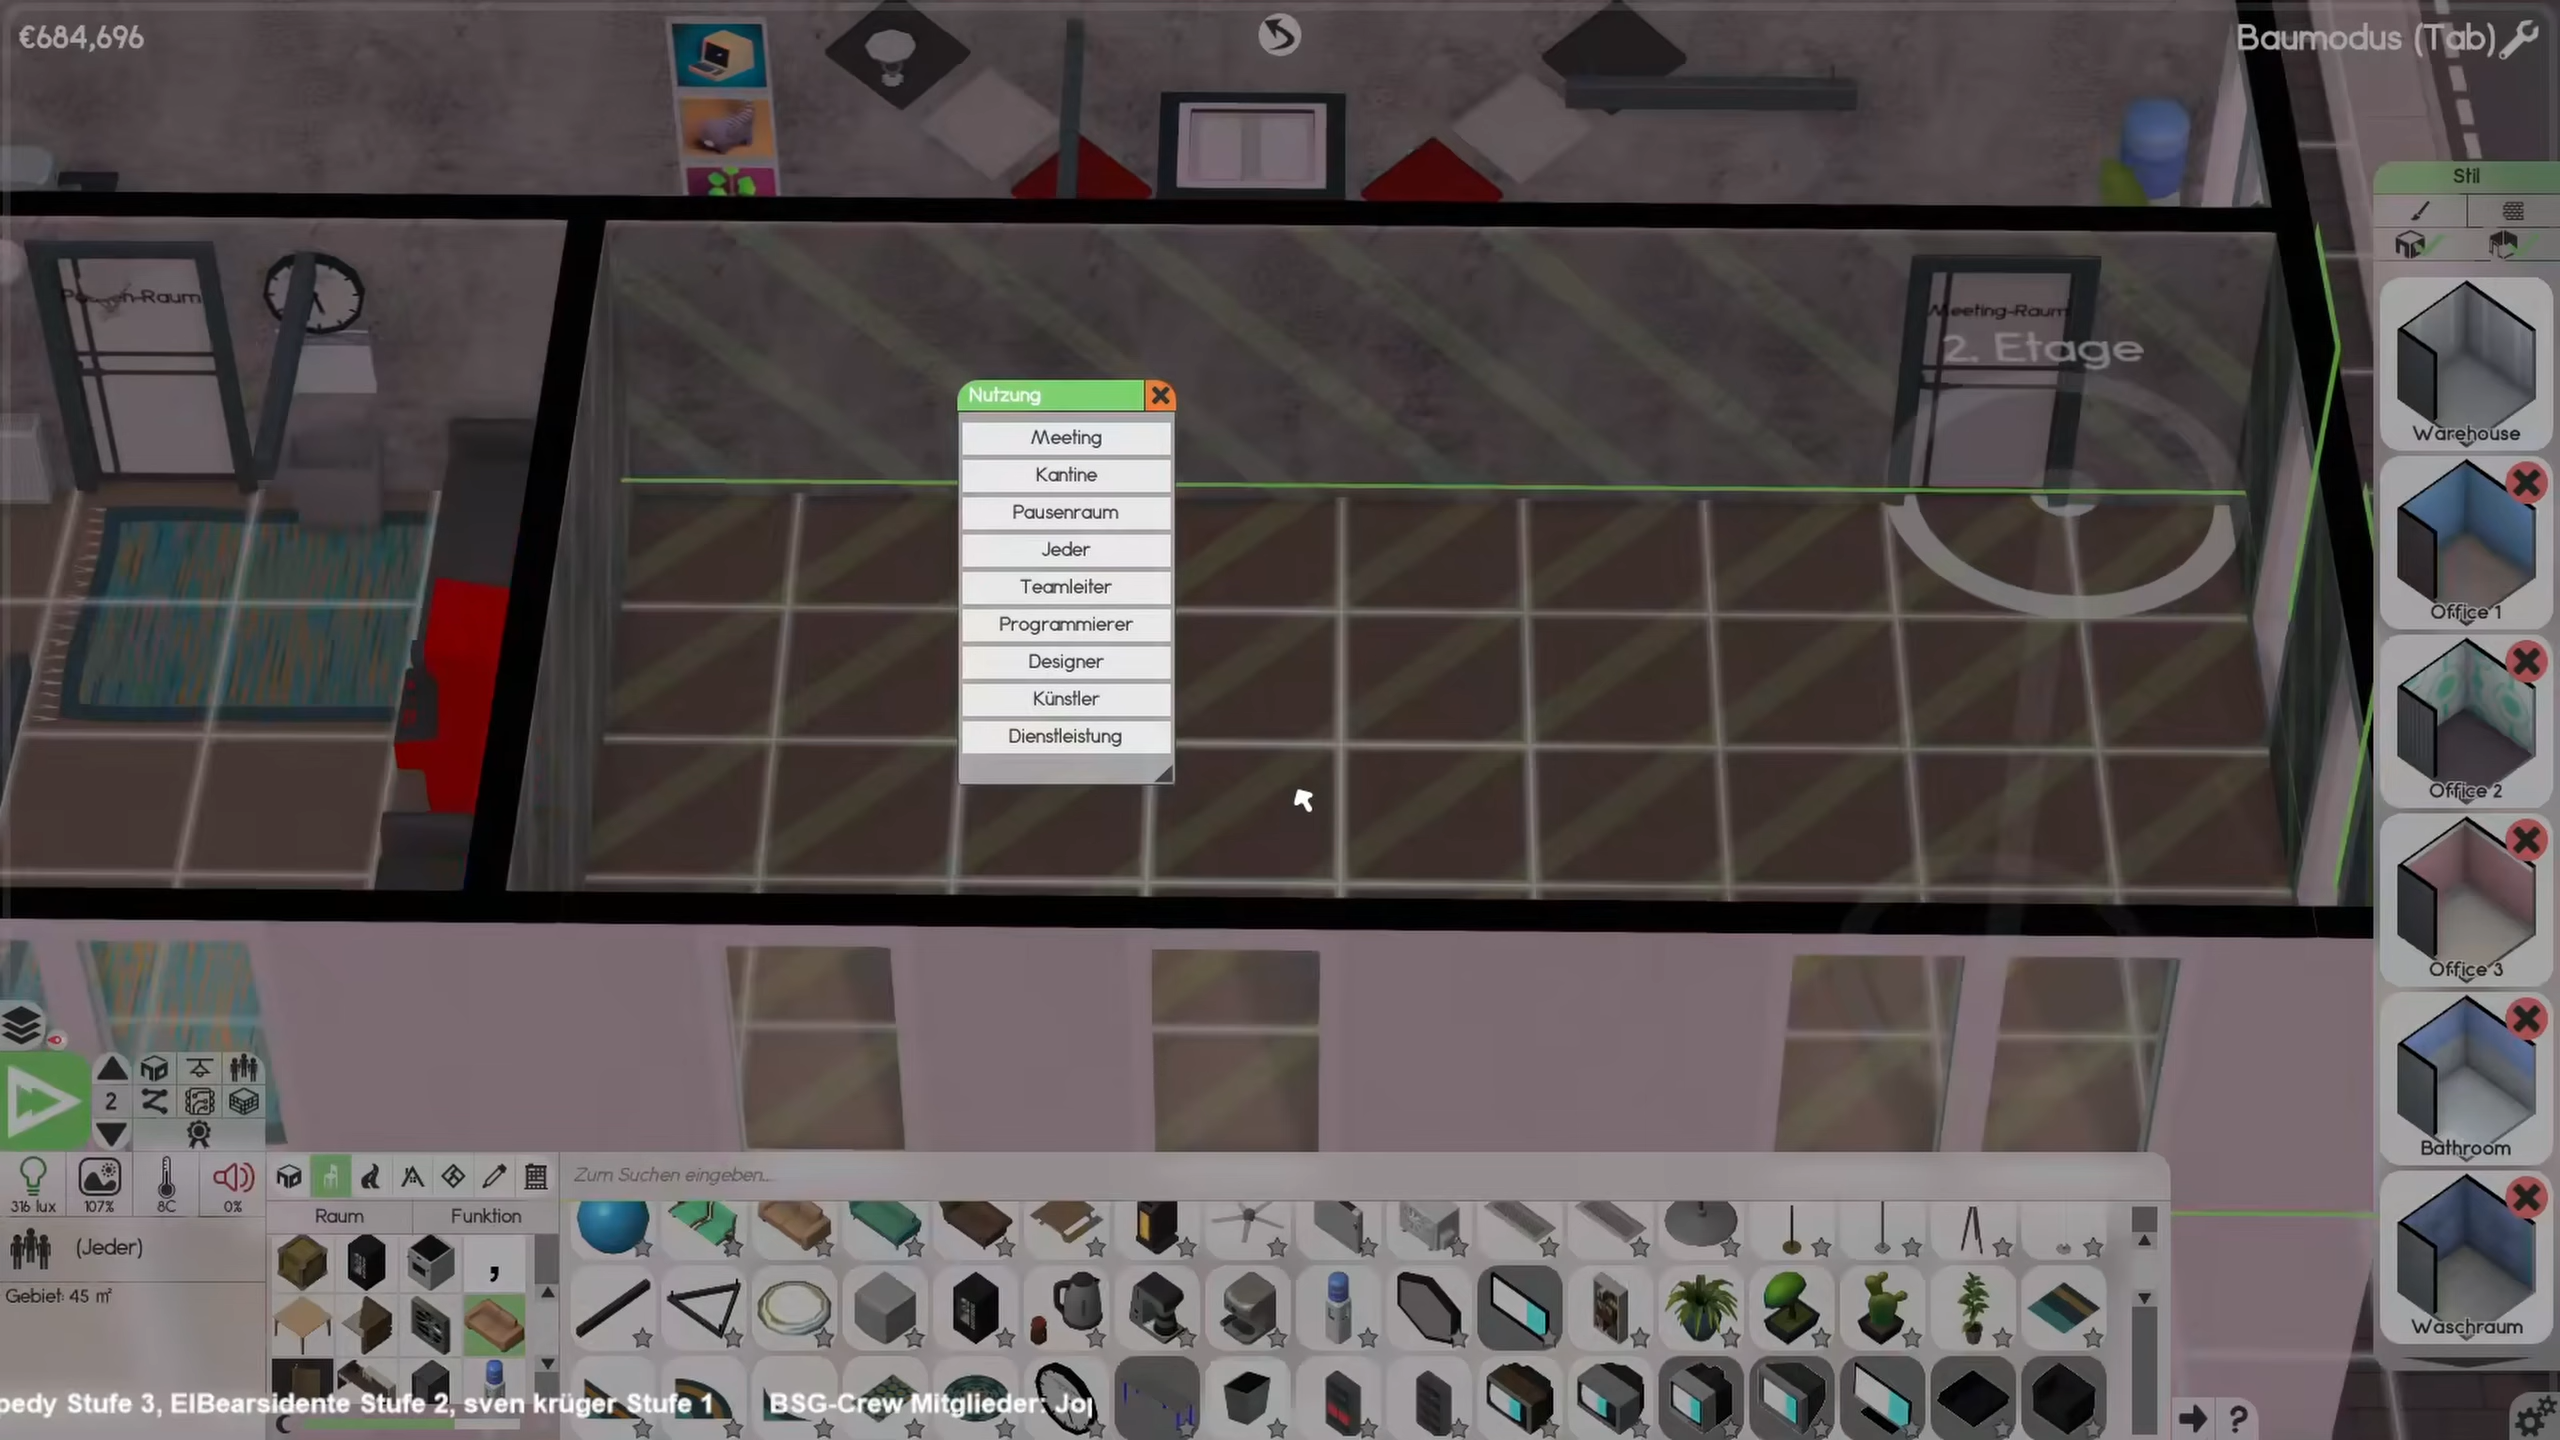 €684,696
Baumodus (Tab)
Stil
Meeting-Raum
2. Etage
Nutzung
Meeting
Kantine
Pausenraum
Jeder
Teamleiter
Programmierer
Designer
Künstler
Dienstleistung
Warehouse
Office 1
Office 2
Office 3
Bathroom
Waschraum
2
316 lux
107%
8C
0%
Zum Suchen eingeben...
Raum
Funktion
(Jeder)
Gebiet: 45 m²
pedy Stufe 3, ElBearsidente Stufe 2, sven krüger Stufe 1
BSG-Crew Mitglieder: Jo
?